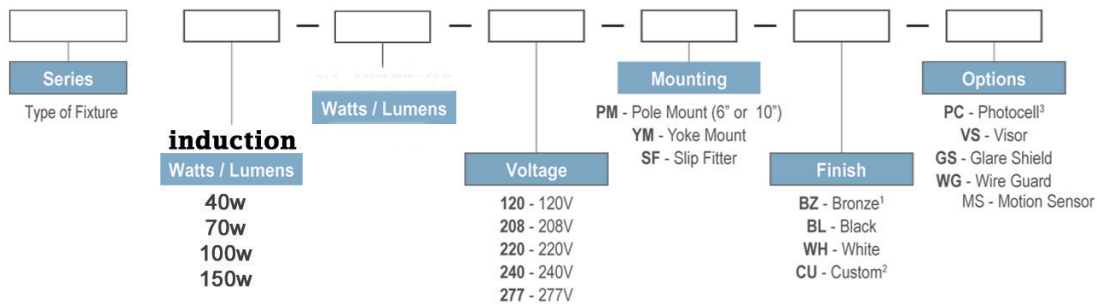 Series
Type of Fixture
induction
Watts / Lumens
40w
70w
100w
150w
Watts / Lumens
Voltage
120 - 120V
208 - 208V
220 - 220V
240 - 240V
277 - 277V
Mounting
PM - Pole Mount (6” or 10”)
YM - Yoke Mount
SF - Slip Fitter
Finish
BZ - Bronze¹
BL - Black
WH - White
CU - Custom²
Options
PC - Photocell³
VS - Visor
GS - Glare Shield
WG - Wire Guard
MS - Motion Sensor